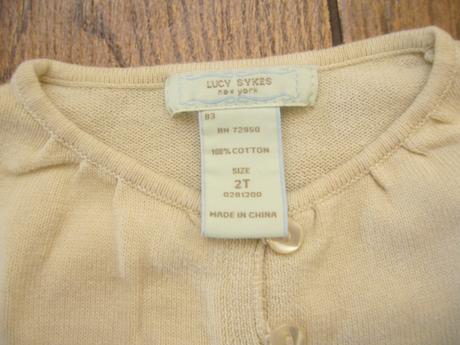 LUCY SYKES
new york
83
RN 72950
100% COTTON
SIZE
2T
0281200
MADE IN CHINA